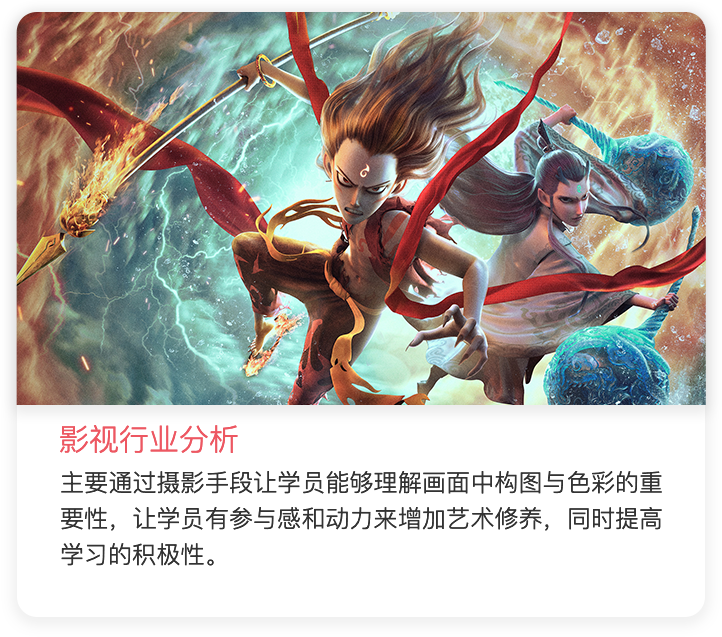 影视行业分析
主要通过摄影手段让学员能够理解画面中构图与色彩的重
要性，让学员有参与感和动力来增加艺术修养，同时提高
学习的积极性。